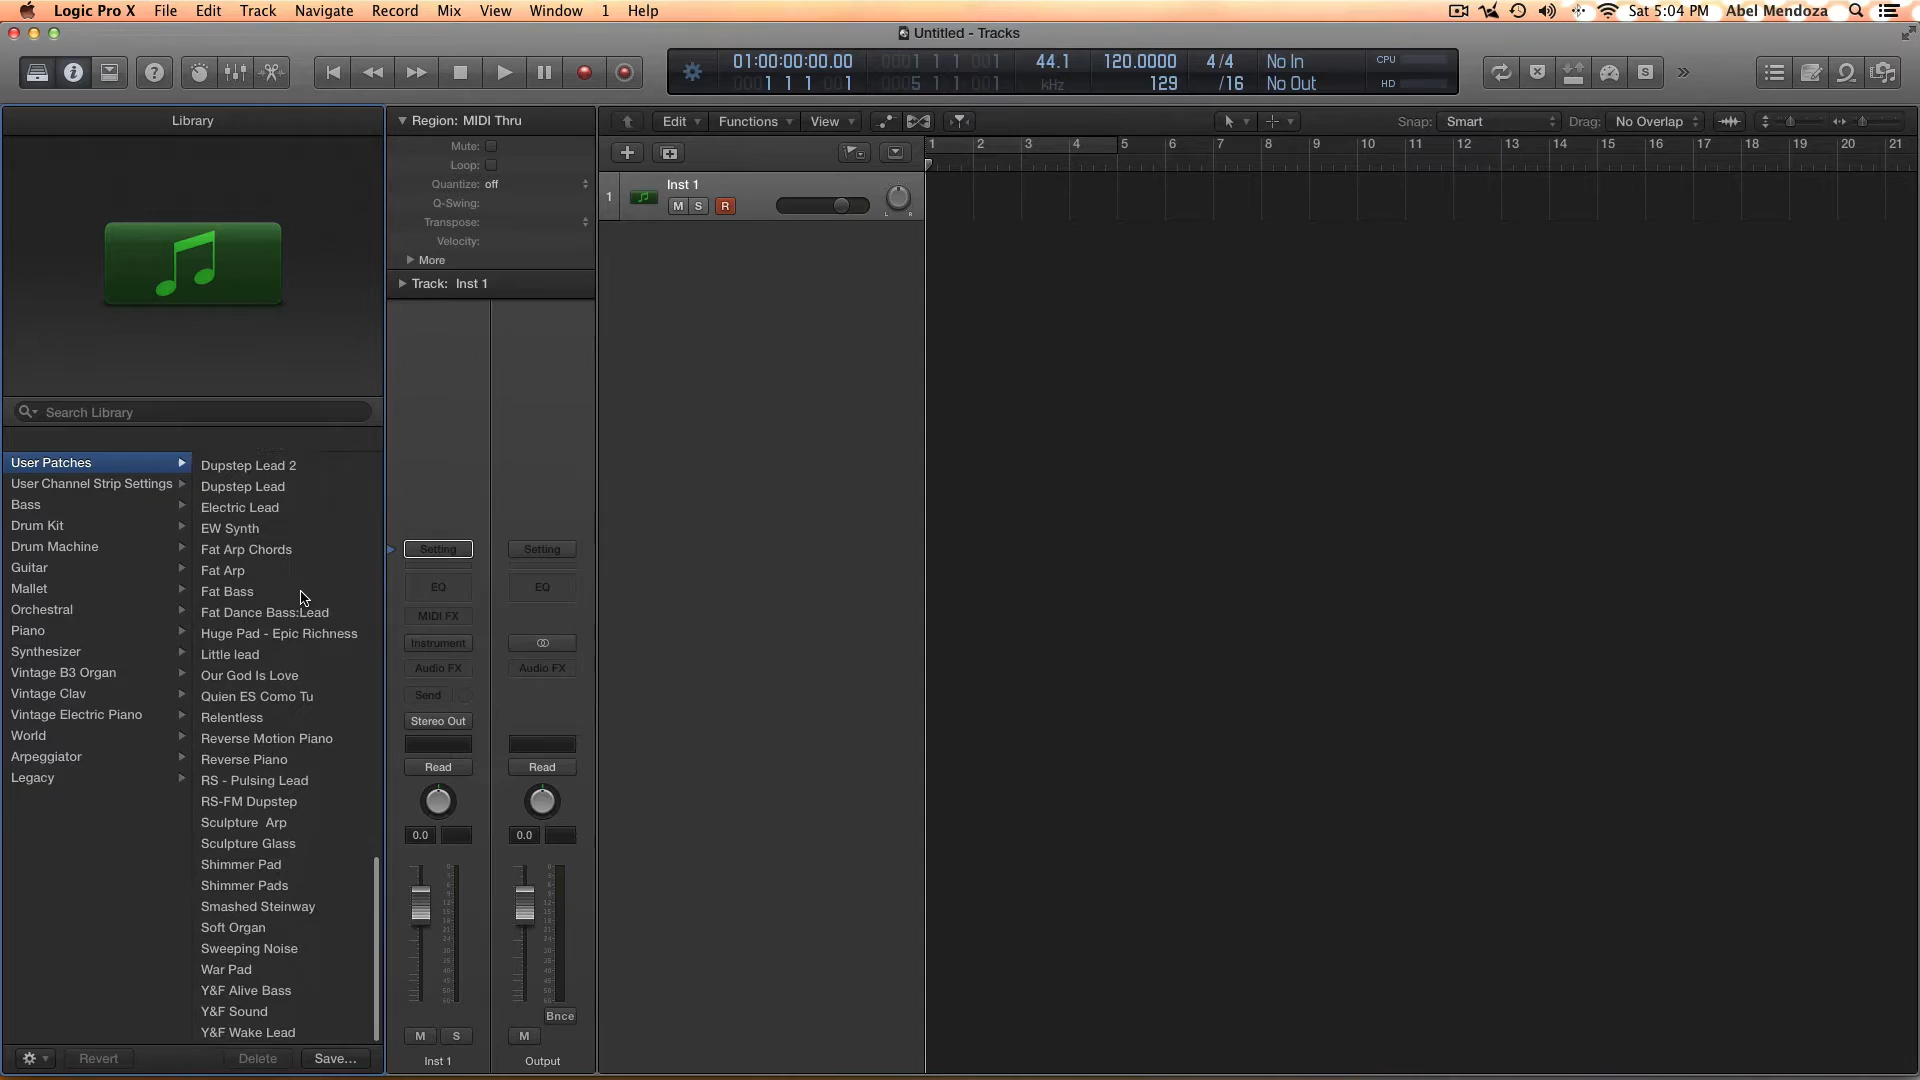 Logic Pro X File Edit Track Navigate Record Mix View Window 1 Help Sat 5:04 PM Abel Mendoza
Untitled - Tracks
01:00:00:00.00 0001 1 1 001 44.1 120.0000 4/4 No In CPU
1 1 1 1 0005 1 1 001 kHz 129 /16 No Out HD
Library
Region: MIDI Thru
Edit Functions View Snap: Smart Drag: No Overlap
Mute:
Loop:
Quantize: off
Q-Swing:
Transpose:
Velocity:
More
Track: Inst 1
1 2 3 4 5 6 7 8 9 10 11 12 13 14 15 16 17 18 19 20 21
1 Inst 1
M S R
L R
Search Library
User Patches
User Channel Strip Settings
Bass
Drum Kit
Drum Machine
Guitar
Mallet
Orchestral
Piano
Synthesizer
Vintage B3 Organ
Vintage Clav
Vintage Electric Piano
World
Arpeggiator
Legacy
Dupstep Lead 2
Dupstep Lead
Electric Lead
EW Synth
Fat Arp Chords
Fat Arp
Fat Bass
Fat Dance Bass:Lead
Huge Pad - Epic Richness
Little lead
Our God Is Love
Quien ES Como Tu
Relentless
Reverse Motion Piano
Reverse Piano
RS - Pulsing Lead
RS-FM Dupstep
Sculpture  Arp
Sculpture Glass
Shimmer Pad
Shimmer Pads
Smashed Steinway
Soft Organ
Sweeping Noise
War Pad
Y&F Alive Bass
Y&F Sound
Y&F Wake Lead
Revert Delete Save...
Setting Setting
EQ EQ
MIDI FX
Instrument
Audio FX Audio FX
Send
Stereo Out
Read Read
0.0 0.0
Bnce
M S M
Inst 1 Output